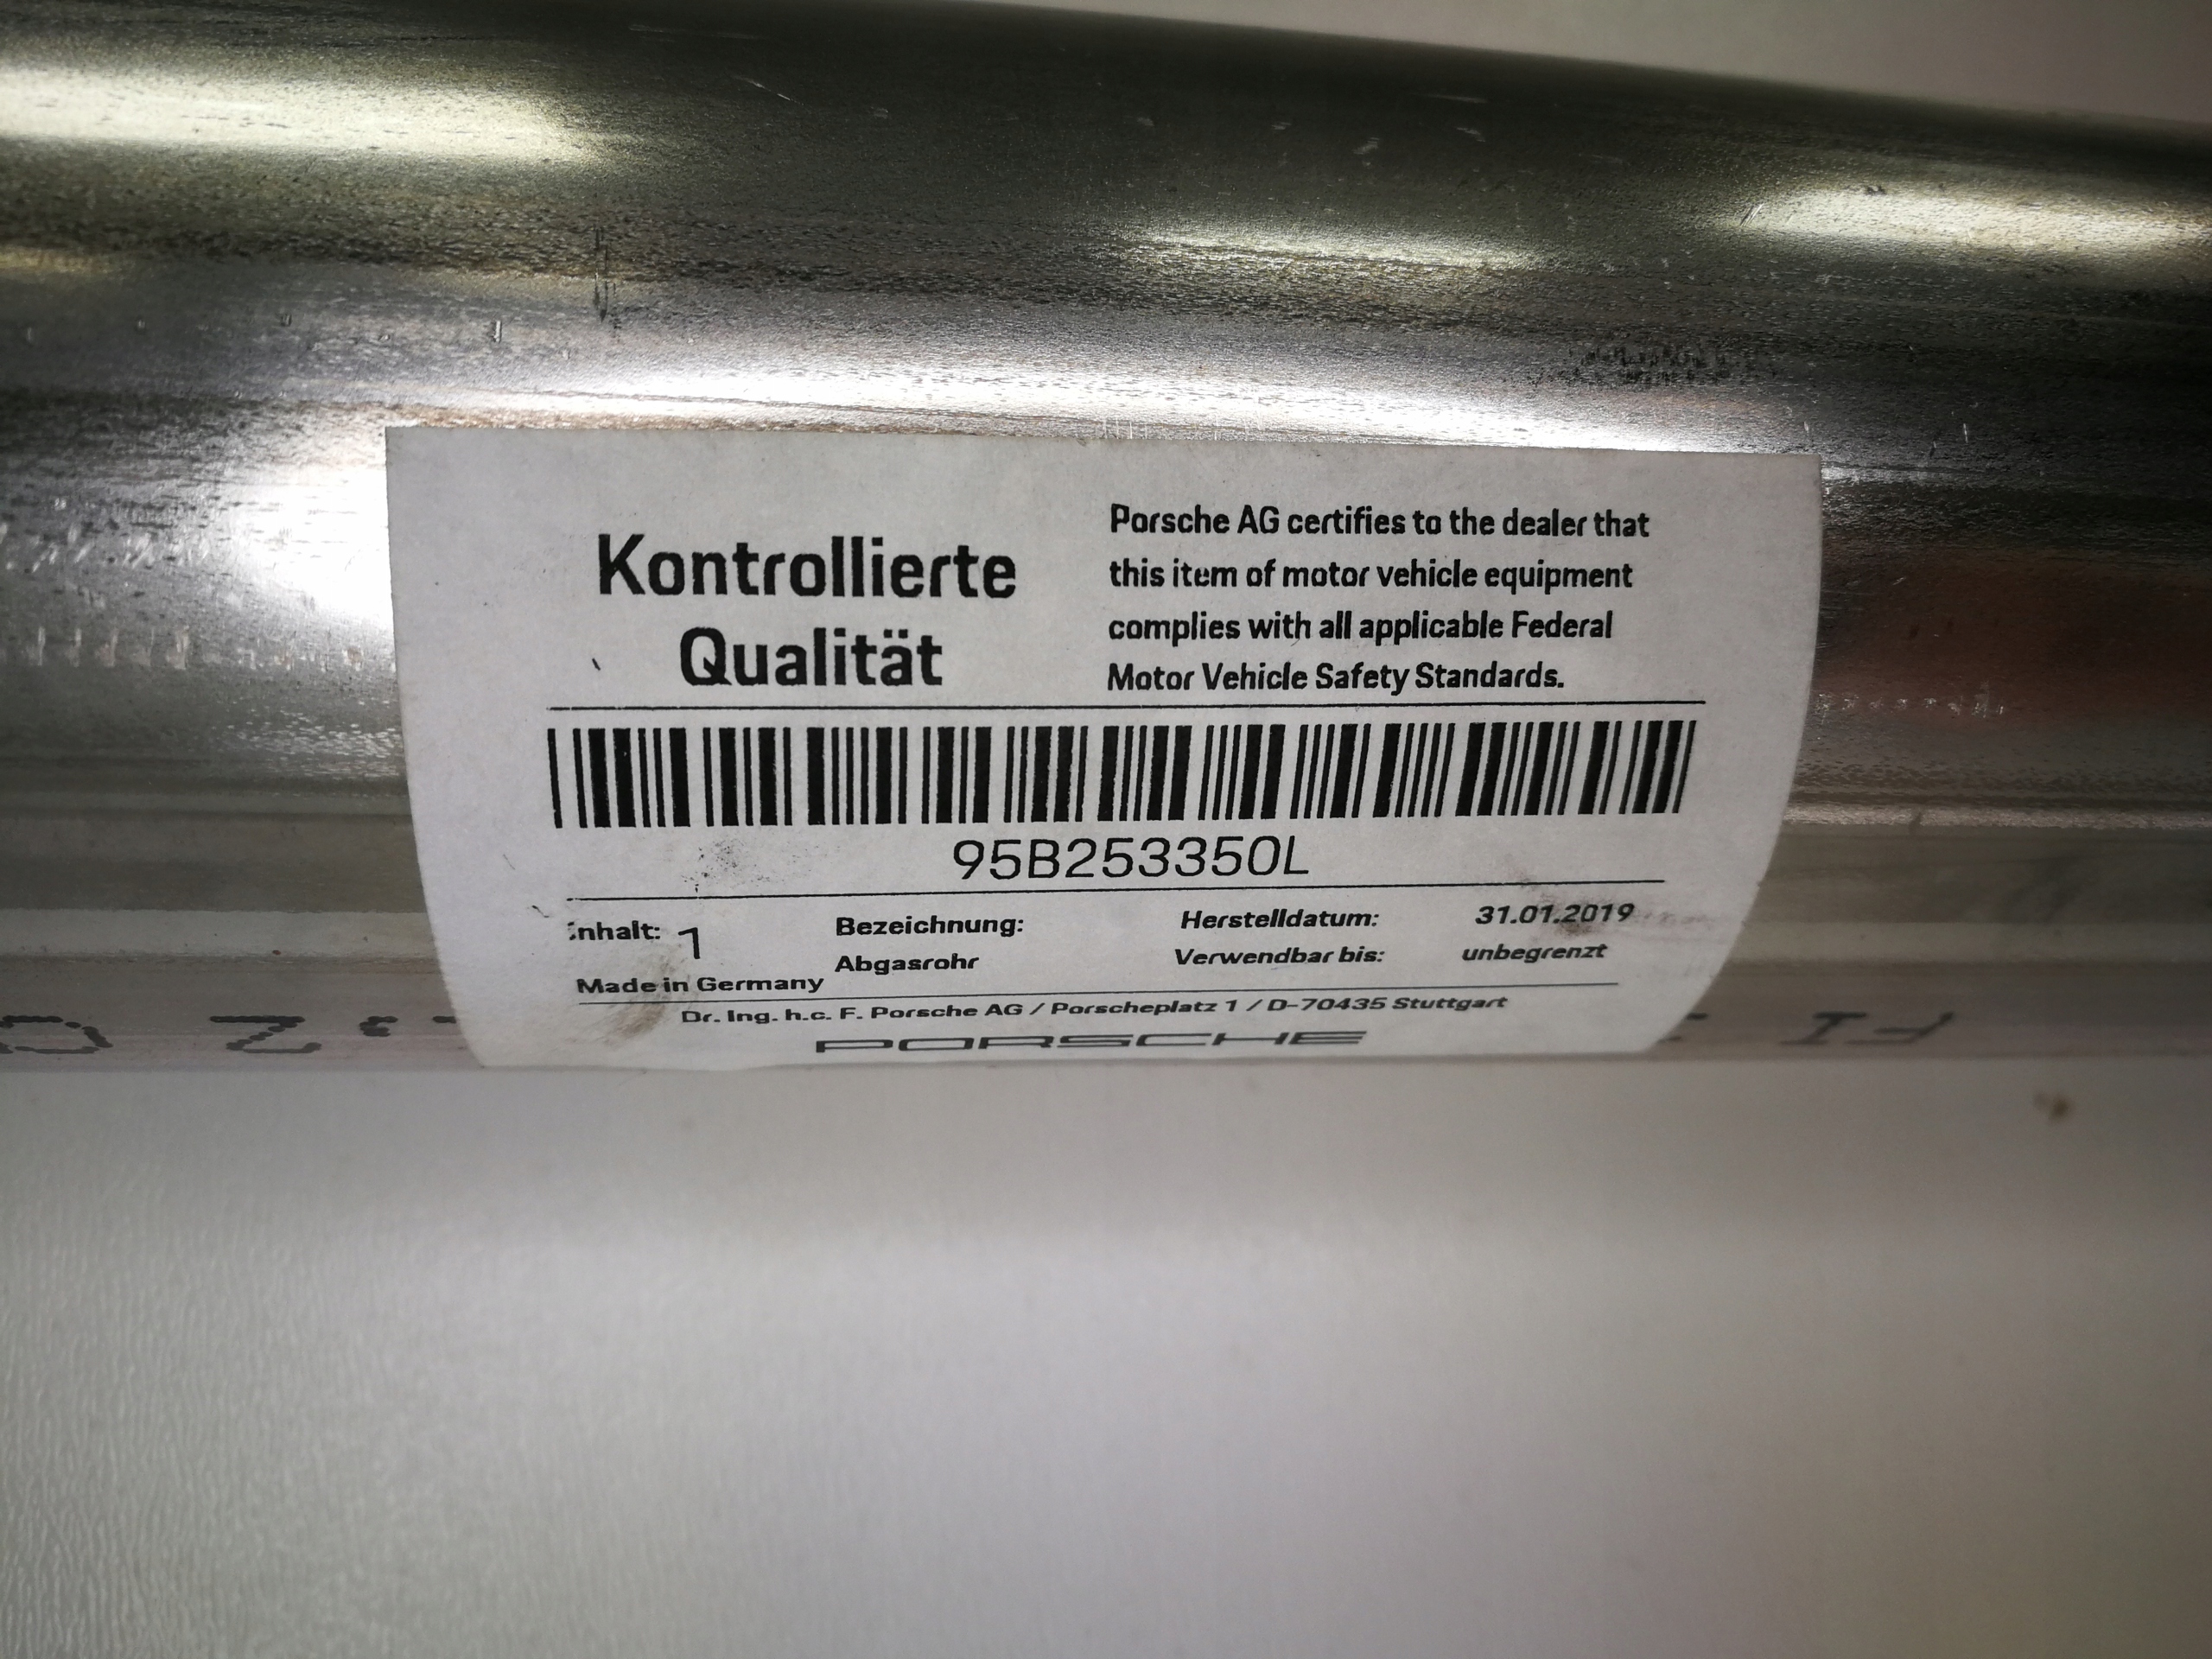 Kontrollierte
Qualität
Porsche AG certifies to the dealer that
this item of motor vehicle equipment
complies with all applicable Federal
Motor Vehicle Safety Standards.
95B253350L
Inhalt: 1
Made in Germany
Bezeichnung:
Abgasrohr
Herstelldatum: 31.01.2019
Verwendbar bis: unbegrenzt
Dr. Ing. h.c. F. Porsche AG / Porscheplatz 1 / D-70435 Stuttgart
PORSCHE